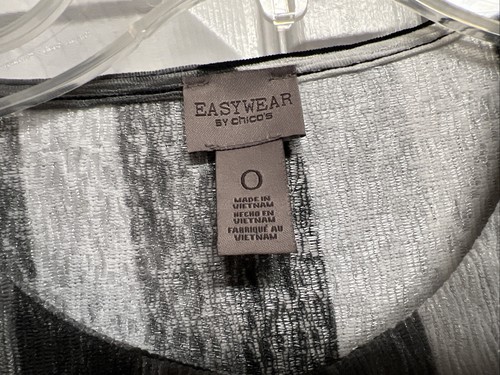 EASYWEAR
BY chico's
0
MADE IN
VIETNAM
HECHO EN
VIETNAM
FABRIQUÉ AU
VIETNAM